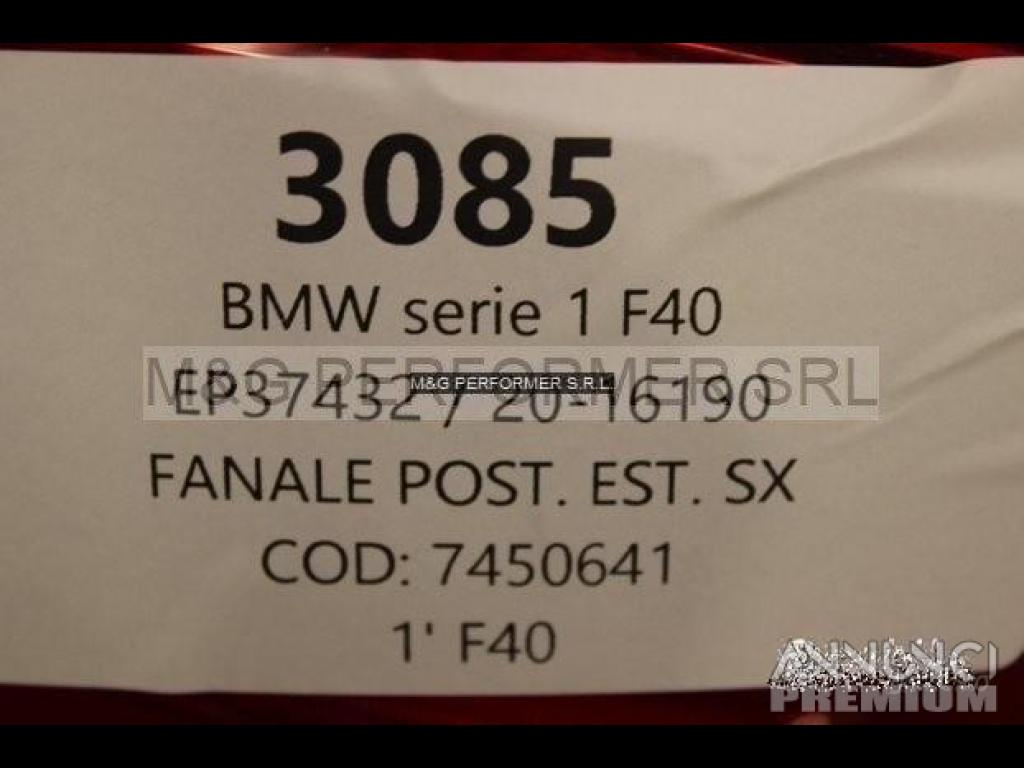 3085
BMW serie 1 F40
M&G PERFORMER SRL
M&G PERFORMER S.R.L.
EP37432 / 20-16190
FANALE POST. EST. SX
COD: 7450641
1' F40
ANNUNCI
PREMIUM